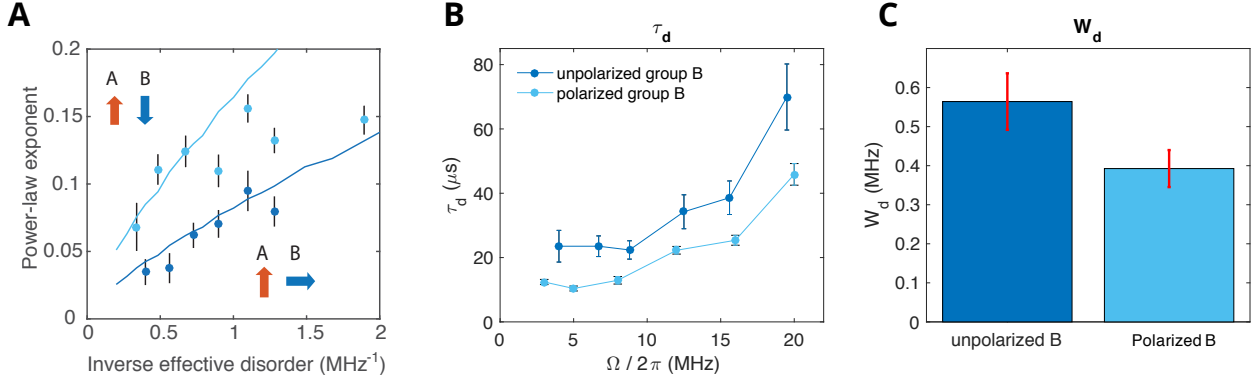 A
B
C
0.2
0.15
0.1
0.05
0
0
0.5
1
1.5
2
Power-law exponent
Inverse effective disorder (MHz-1)
A B
A B
τd
80
60
40
20
0
0
5
10
15
20
τd (μs)
Ω / 2π (MHz)
unpolarized group B
polarized group B
Wd
0.6
0.5
0.4
0.3
0.2
0.1
0
Wd (MHz)
unpolarized B
Polarized B